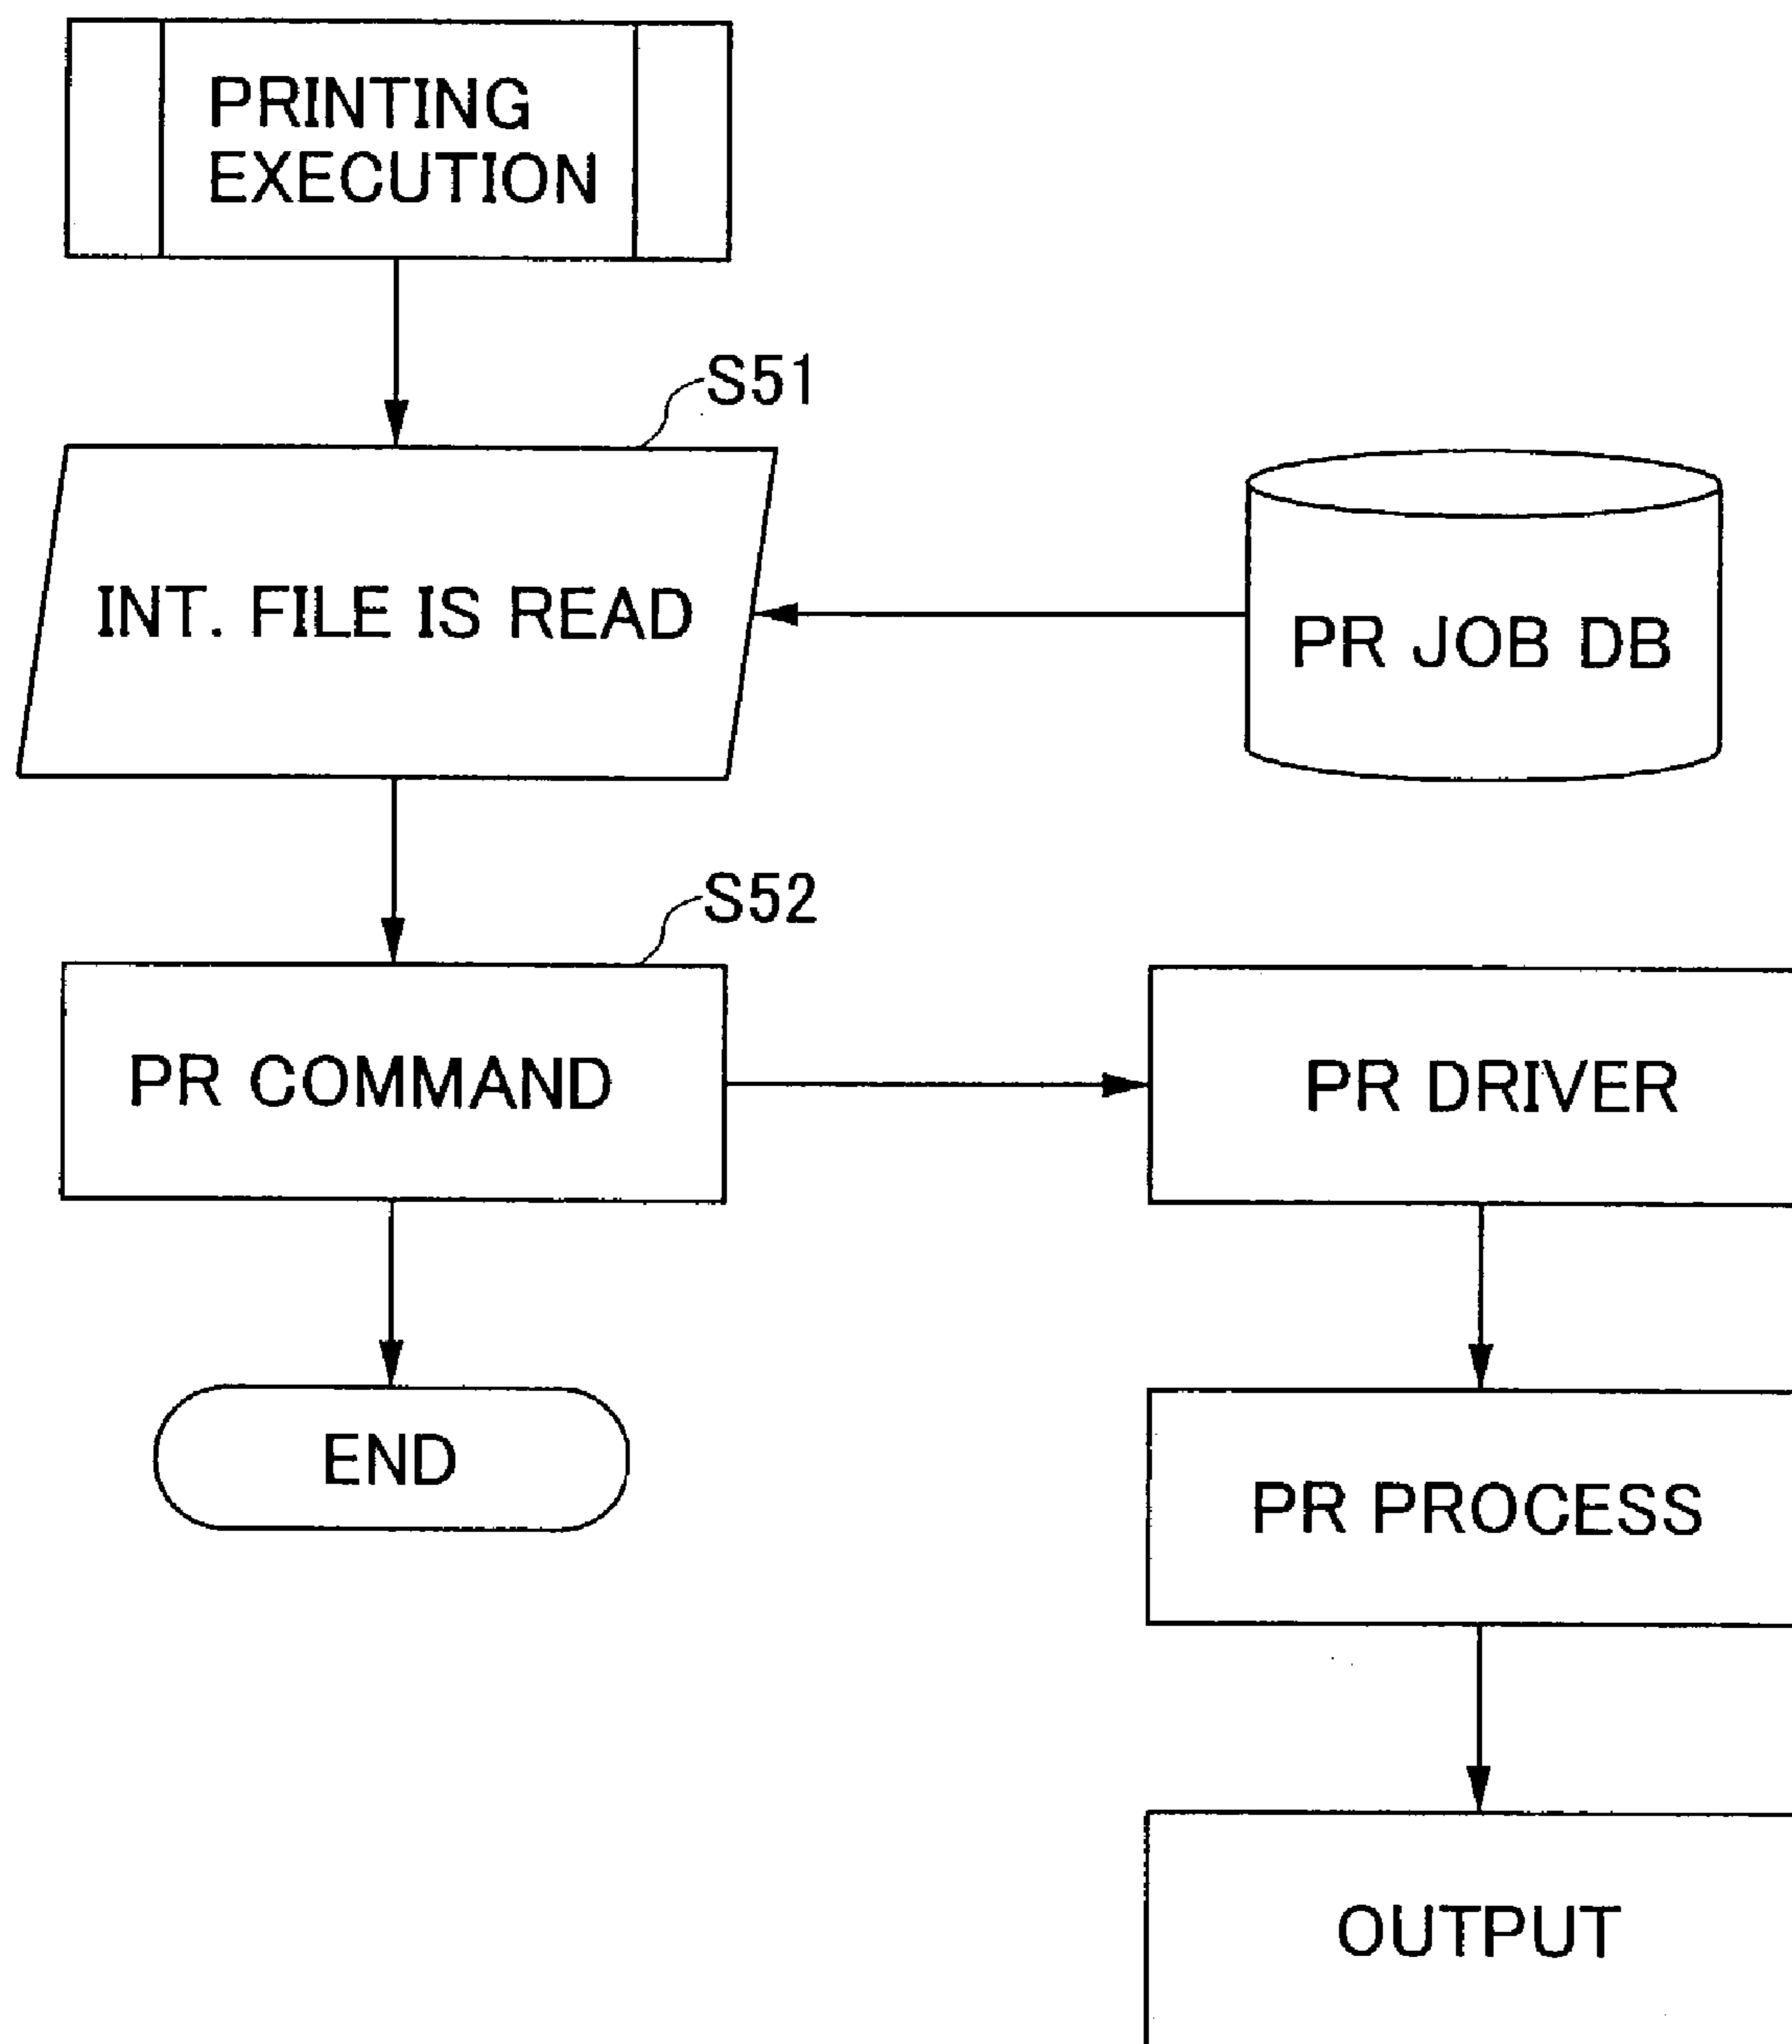 PRINTING
EXECUTION
S51
INT. FILE IS READ
PR JOB DB
S52
PR COMMAND
PR DRIVER
END
PR PROCESS
OUTPUT